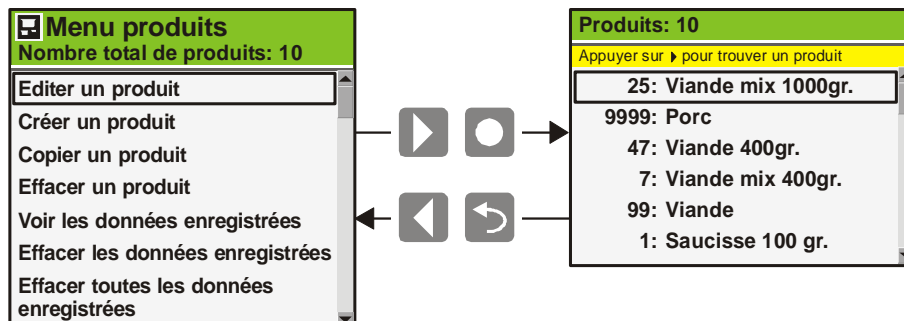 Menu produits
Nombre total de produits: 10
Editer un produit
Créer un produit
Copier un produit
Effacer un produit
Voir les données enregistrées
Effacer les données enregistrées
Effacer toutes les données
enregistrées
Produits: 10
Appuyer sur pour trouver un produit
25: Viande mix 1000gr.
9999: Porc
47: Viande 400gr.
7: Viande mix 400gr.
99: Viande
1: Saucisse 100 gr.